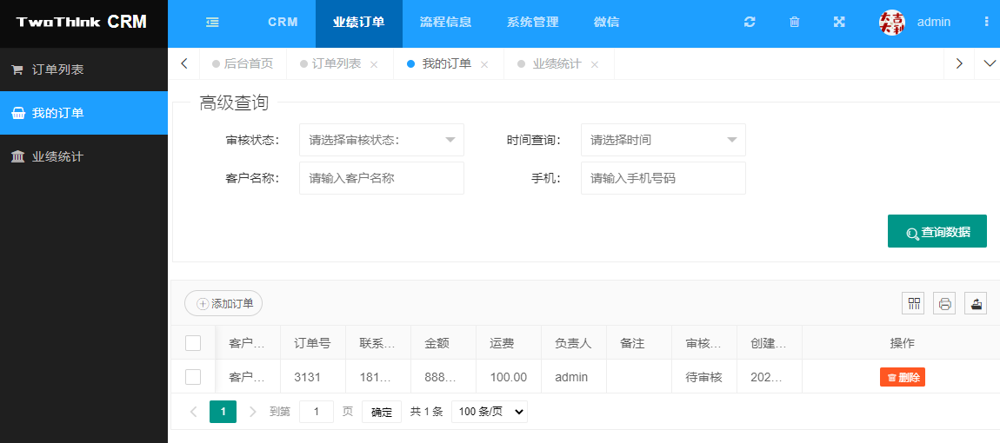 TwoThInk CRM
CRM 业绩订单 流程信息 系统管理 微信 admin
订单列表
我的订单
业绩统计
后台首页 订单列表 我的订单 业绩统计
高级查询
审核状态: 请选择审核状态: 时间查询: 请选择时间
客户名称: 请输入客户名称 手机: 请输入手机号码
查询数据
添加订单
客户... 订单号 联系... 金额 运费 负责人 备注 审核... 创建... 操作
客户... 3131 181... 888... 100.00 admin 待审核 202... 删除
1 到第 1 页 确定 共 1 条 100 条/页